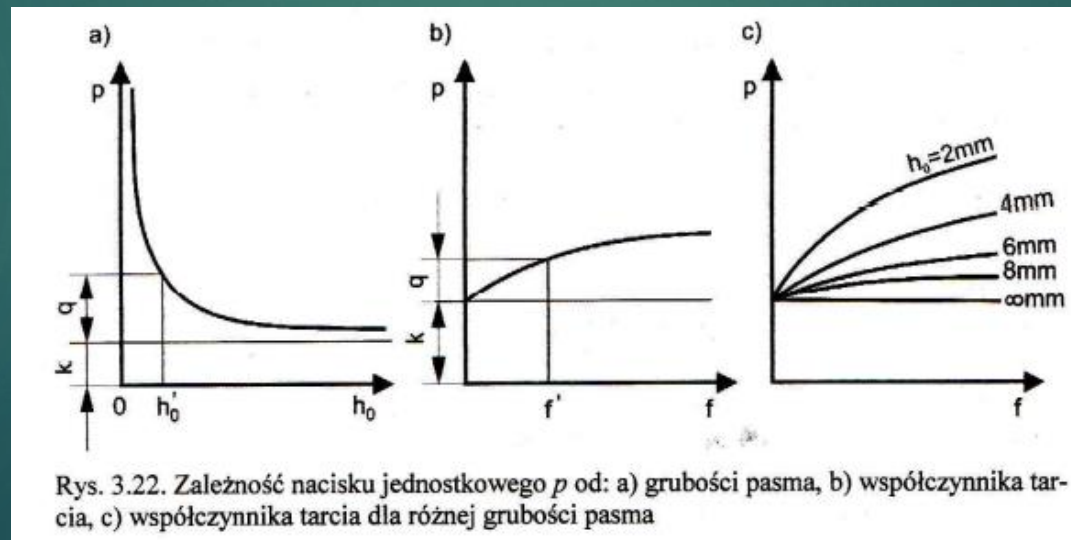 a)
p
q
k
0
h₀'
h₀
b)
p
q
k
f'
f
c)
p
h₀=2mm
4mm
6mm
8mm
∞mm
f
Rys. 3.22. Zależność nacisku jednostkowego p od: a) grubości pasma, b) współczynnika tar-
cia, c) współczynnika tarcia dla różnej grubości pasma